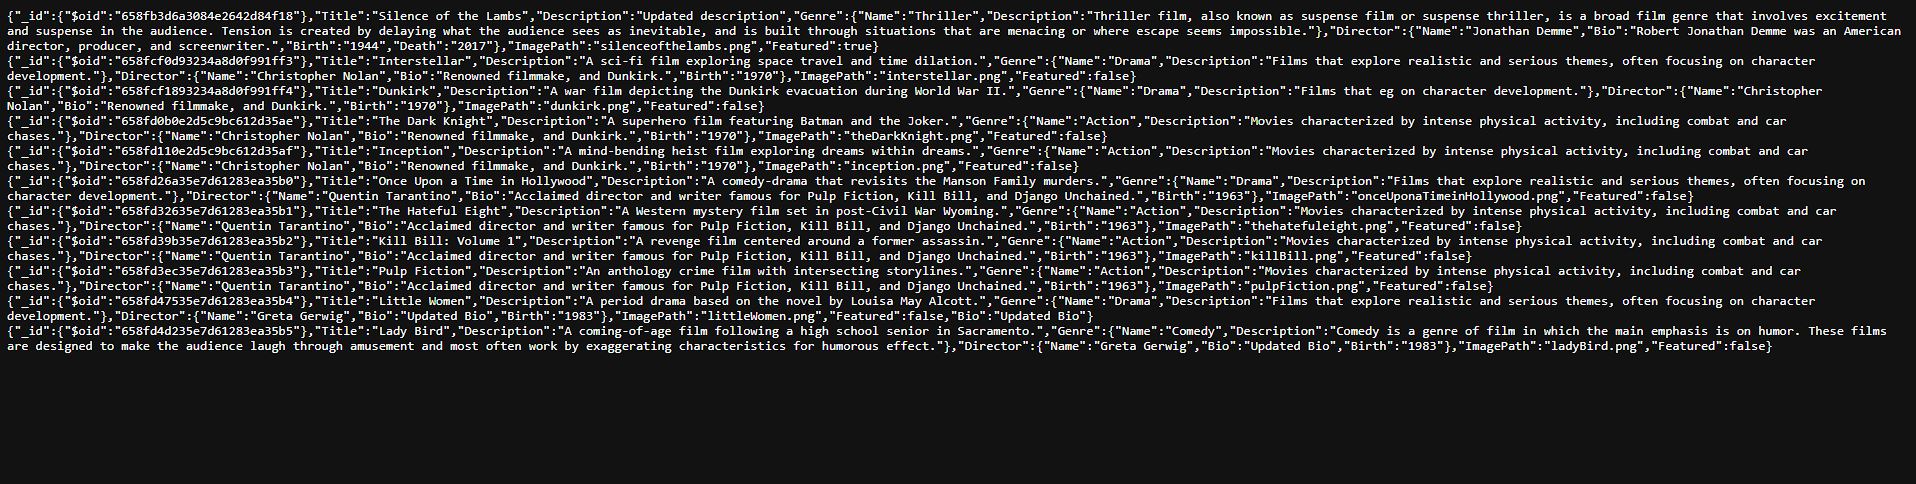 {"_id":{"$oid":"658fb3d6a3084e2642d84f18"},"Title":"Silence of the Lambs","Description":"Updated description","Genre":{"Name":"Thriller","Description":"Thriller film, also known as suspense film or suspense thriller, is a broad film genre that involves excitement
and suspense in the audience. Tension is created by delaying what the audience sees as inevitable, and is built through situations that are menacing or where escape seems impossible."},"Director":{"Name":"Jonathan Demme","Bio":"Robert Jonathan Demme was an American
director, producer, and screenwriter.","Birth":"1944","Death":"2017"},"ImagePath":"silenceofthelambs.png","Featured":true}
{"_id":{"$oid":"658fcf0d93234a8d0f991ff3"},"Title":"Interstellar","Description":"A sci-fi film exploring space travel and time dilation.","Genre":{"Name":"Drama","Description":"Films that explore realistic and serious themes, often focusing on character
development."},"Director":{"Name":"Christopher Nolan","Bio":"Renowned filmmake, and Dunkirk.","Birth":"1970"},"ImagePath":"interstellar.png","Featured":false}
{"_id":{"$oid":"658fcf1893234a8d0f991ff4"},"Title":"Dunkirk","Description":"A war film depicting the Dunkirk evacuation during World War II.","Genre":{"Name":"Drama","Description":"Films that eg on character development."},"Director":{"Name":"Christopher
Nolan","Bio":"Renowned filmmake, and Dunkirk.","Birth":"1970"},"ImagePath":"dunkirk.png","Featured":false}
{"_id":{"$oid":"658fd0b0e2d5c9bc612d35ae"},"Title":"The Dark Knight","Description":"A superhero film featuring Batman and the Joker.","Genre":{"Name":"Action","Description":"Movies characterized by intense physical activity, including combat and car
chases."},"Director":{"Name":"Christopher Nolan","Bio":"Renowned filmmake, and Dunkirk.","Birth":"1970"},"ImagePath":"theDarkKnight.png","Featured":false}
{"_id":{"$oid":"658fd110e2d5c9bc612d35af"},"Title":"Inception","Description":"A mind-bending heist film exploring dreams within dreams.","Genre":{"Name":"Action","Description":"Movies characterized by intense physical activity, including combat and car
chases."},"Director":{"Name":"Christopher Nolan","Bio":"Renowned filmmake, and Dunkirk.","Birth":"1970"},"ImagePath":"inception.png","Featured":false}
{"_id":{"$oid":"658fd26a35e7d61283ea35b0"},"Title":"Once Upon a Time in Hollywood","Description":"A comedy-drama that revisits the Manson Family murders.","Genre":{"Name":"Drama","Description":"Films that explore realistic and serious themes, often focusing on
character development."},"Director":{"Name":"Quentin Tarantino","Bio":"Acclaimed director and writer famous for Pulp Fiction, Kill Bill, and Django Unchained.","Birth":"1963"},"ImagePath":"onceUponaTimeinHollywood.png","Featured":false}
{"_id":{"$oid":"658fd32635e7d61283ea35b1"},"Title":"The Hateful Eight","Description":"A Western mystery film set in post-Civil War Wyoming.","Genre":{"Name":"Action","Description":"Movies characterized by intense physical activity, including combat and car
chases."},"Director":{"Name":"Quentin Tarantino","Bio":"Acclaimed director and writer famous for Pulp Fiction, Kill Bill, and Django Unchained.","Birth":"1963"},"ImagePath":"thehatefuleight.png","Featured":false}
{"_id":{"$oid":"658fd39b35e7d61283ea35b2"},"Title":"Kill Bill: Volume 1","Description":"A revenge film centered around a former assassin.","Genre":{"Name":"Action","Description":"Movies characterized by intense physical activity, including combat and car
chases."},"Director":{"Name":"Quentin Tarantino","Bio":"Acclaimed director and writer famous for Pulp Fiction, Kill Bill, and Django Unchained.","Birth":"1963"},"ImagePath":"killBill.png","Featured":false}
{"_id":{"$oid":"658fd3ec35e7d61283ea35b3"},"Title":"Pulp Fiction","Description":"An anthology crime film with intersecting storylines.","Genre":{"Name":"Action","Description":"Movies characterized by intense physical activity, including combat and car
chases."},"Director":{"Name":"Quentin Tarantino","Bio":"Acclaimed director and writer famous for Pulp Fiction, Kill Bill, and Django Unchained.","Birth":"1963"},"ImagePath":"pulpFiction.png","Featured":false}
{"_id":{"$oid":"658fd47535e7d61283ea35b4"},"Title":"Little Women","Description":"A period drama based on the novel by Louisa May Alcott.","Genre":{"Name":"Drama","Description":"Films that explore realistic and serious themes, often focusing on character
development."},"Director":{"Name":"Greta Gerwig","Bio":"Updated Bio","Birth":"1983"},"ImagePath":"littleWomen.png","Featured":false,"Bio":"Updated Bio"}
{"_id":{"$oid":"658fd4d235e7d61283ea35b5"},"Title":"Lady Bird","Description":"A coming-of-age film following a high school senior in Sacramento.","Genre":{"Name":"Comedy","Description":"Comedy is a genre of film in which the main emphasis is on humor. These films
are designed to make the audience laugh through amusement and most often work by exaggerating characteristics for humorous effect."},"Director":{"Name":"Greta Gerwig","Bio":"Updated Bio","Birth":"1983"},"ImagePath":"ladyBird.png","Featured":false}